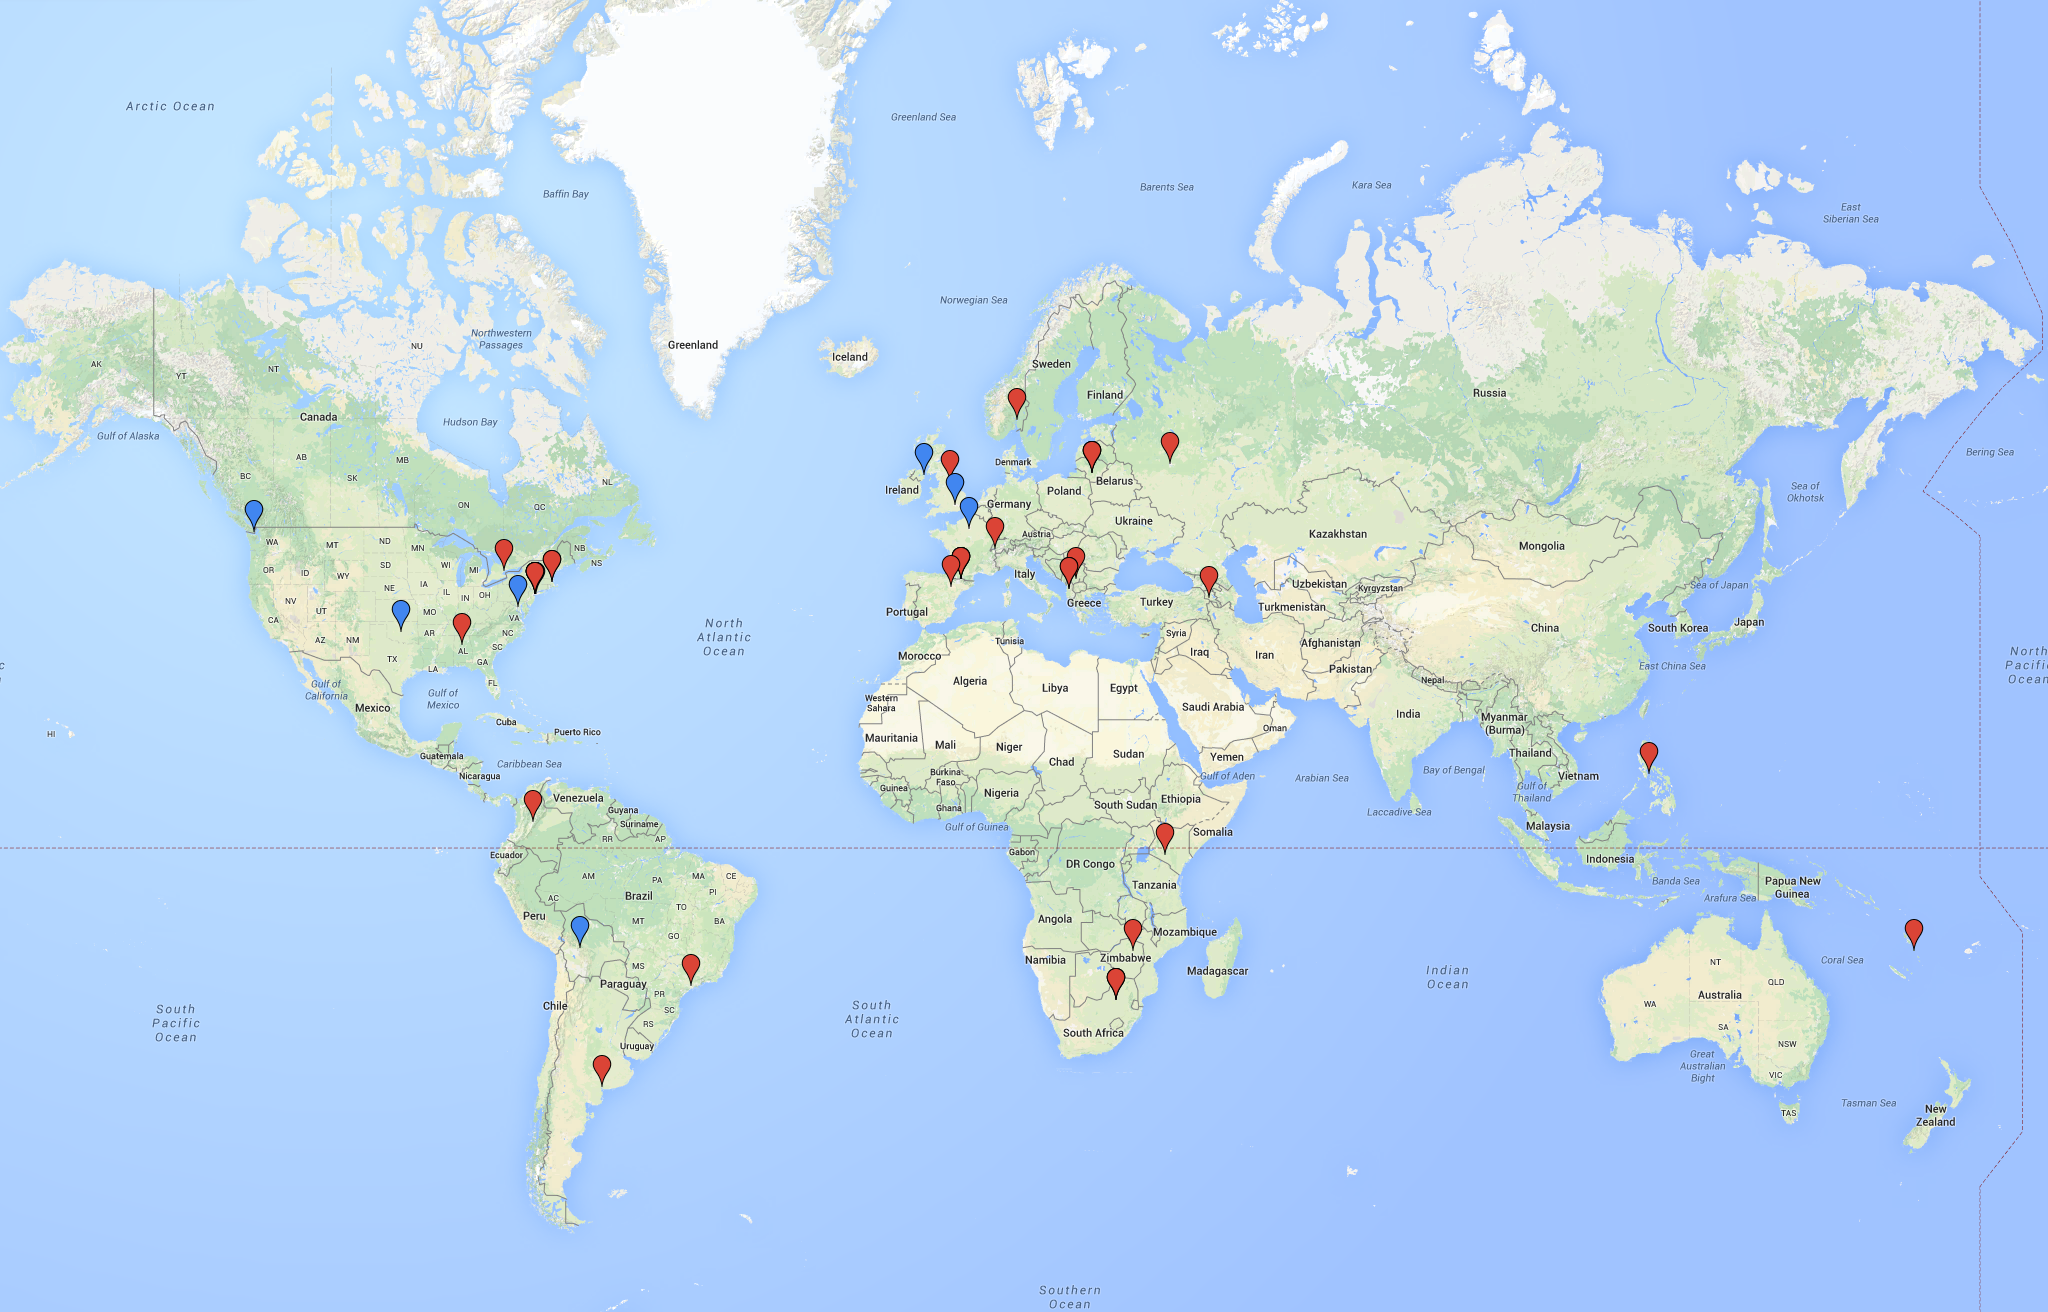 Arctic Ocean
Greenland Sea
Barents Sea
Kara Sea
East
Siberian Sea
Baffin Bay
Norwegian Sea
Northwestern
Passages
NU
Greenland
Iceland
Sweden
AK
YT
NT
Finland
Russia
Canada
Hudson Bay
Gulf of Alaska
Bering Sea
AB
MB
SK
BC
NL
ON
QC
Denmark
Ireland
Poland
Belarus
Germany
Sea of
Okhotsk
Ukraine
Austria
Kazakhstan
Mongolia
WA
MT
ND
MN
NB
NS
OR
ID
SD
WY
WI
MI
Italy
Uzbekistan
Kyrgyzstan
Sea of Japan
NE
IA
IL
IN
OH
NV
UT
MO
VA
CA
AZ
NM
AR
NC
SC
AL
GA
TX
LA
FL
Portugal
Greece
Turkey
Turkmenistan
Syria
Iraq
Iran
Afghanistan
Pakistan
China
South Korea
Japan
East China Sea
North
Atlantic
Ocean
North
Pacific
Ocean
Tunisia
Morocco
Algeria
Libya
Egypt
Western
Sahara
Saudi Arabia
Nepal
Gulf of
California
Gulf of
Mexico
Mexico
Cuba
Puerto Rico
HI
India
Myanmar
(Burma)
Oman
Mauritania
Mali
Niger
Chad
Sudan
Yemen
Thailand
Guatemala
Caribbean Sea
Nicaragua
Burkina
Faso
Guinea
Ghana
Nigeria
Gulf of Aden
Arabian Sea
Bay of Bengal
Vietnam
Gulf of
Thailand
Venezuela
Guyana
Suriname
South Sudan
Ethiopia
Laccadive Sea
Gulf of Guinea
Somalia
Malaysia
RR
AP
Ecuador
Gabon
DR Congo
Indonesia
AM
PA
MA
CE
PI
Tanzania
Banda Sea
Papua New
Guinea
Arafura Sea
AC
Brazil
TO
Peru
MT
BA
Angola
Mozambique
GO
Zimbabwe
Namibia
Madagascar
MS
Coral Sea
NT
QLD
Indian
Ocean
Paraguay
PR
SC
Chile
WA
Australia
South
Pacific
Ocean
South
Atlantic
Ocean
RS
South Africa
SA
NSW
Uruguay
Great
Australian
Bight
VIC
Tasman Sea
TAS
New
Zealand
Southern
Ocean